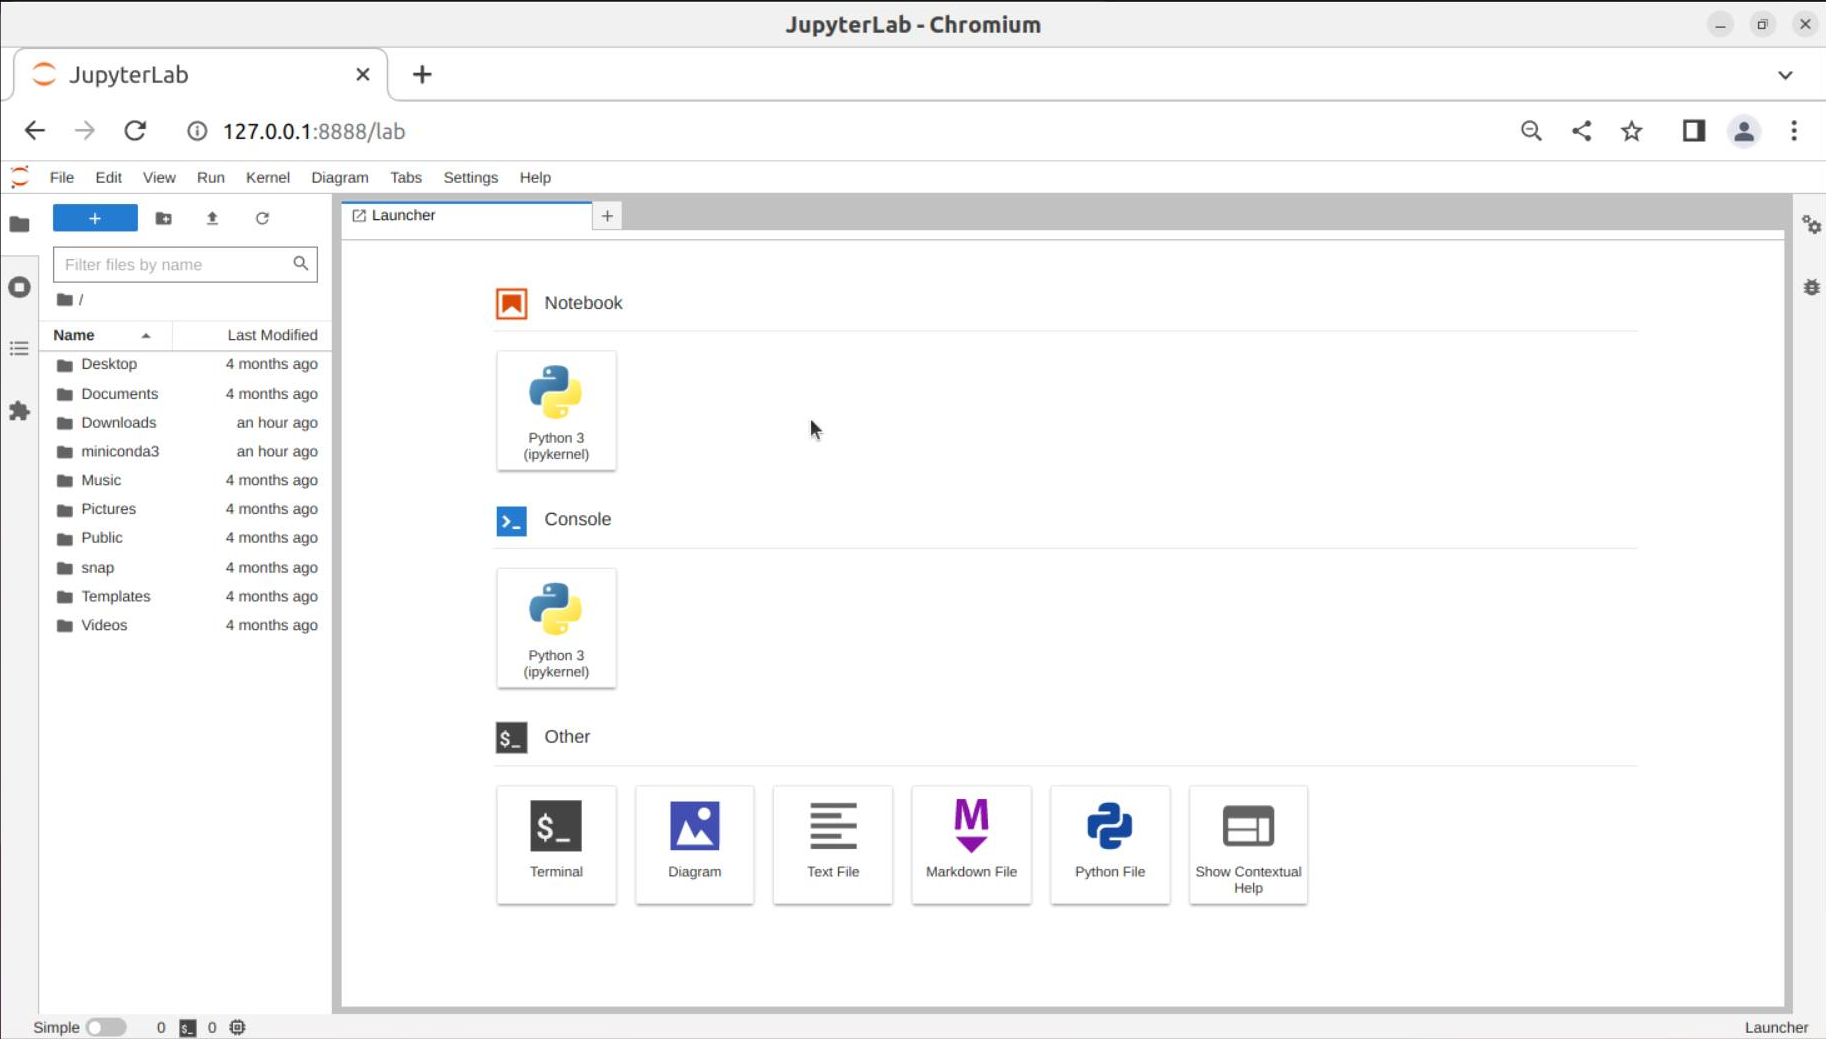 JupyterLab - Chromium
JupyterLab
127.0.0.1:8888/lab
File Edit View Run Kernel Diagram Tabs Settings Help
+
Filter files by name
/
Name Last Modified
Desktop 4 months ago
Documents 4 months ago
Downloads an hour ago
miniconda3 an hour ago
Music 4 months ago
Pictures 4 months ago
Public 4 months ago
snap 4 months ago
Templates 4 months ago
Videos 4 months ago
Launcher
Notebook
Python 3
(ipykernel)
Console
Python 3
(ipykernel)
$_ Other
$_
Terminal
Diagram
Text File
M
Markdown File
Python File
Show Contextual
Help
Simple 0 $_ 0
Launcher